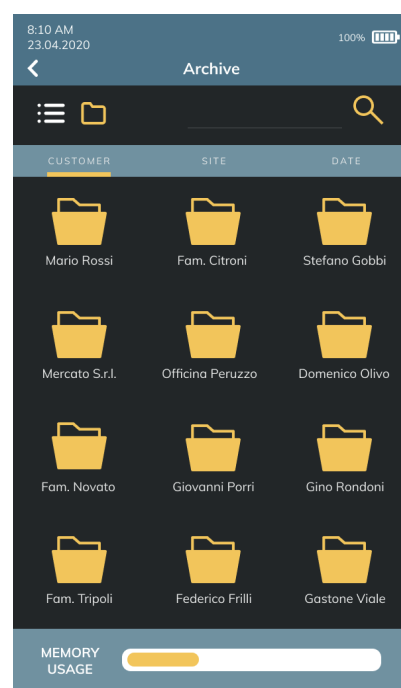 8:10 AM
100%
23.04.2020
Archive
CUSTOMER SITE DATE
Mario Rossi Fam. Citroni Stefano Gobbi
Mercato S.r.l. Officina Peruzzo Domenico Olivo
Fam. Novato Giovanni Porri Gino Rondoni
Fam. Tripoli Federico Frilli Gastone Viale
MEMORY
USAGE